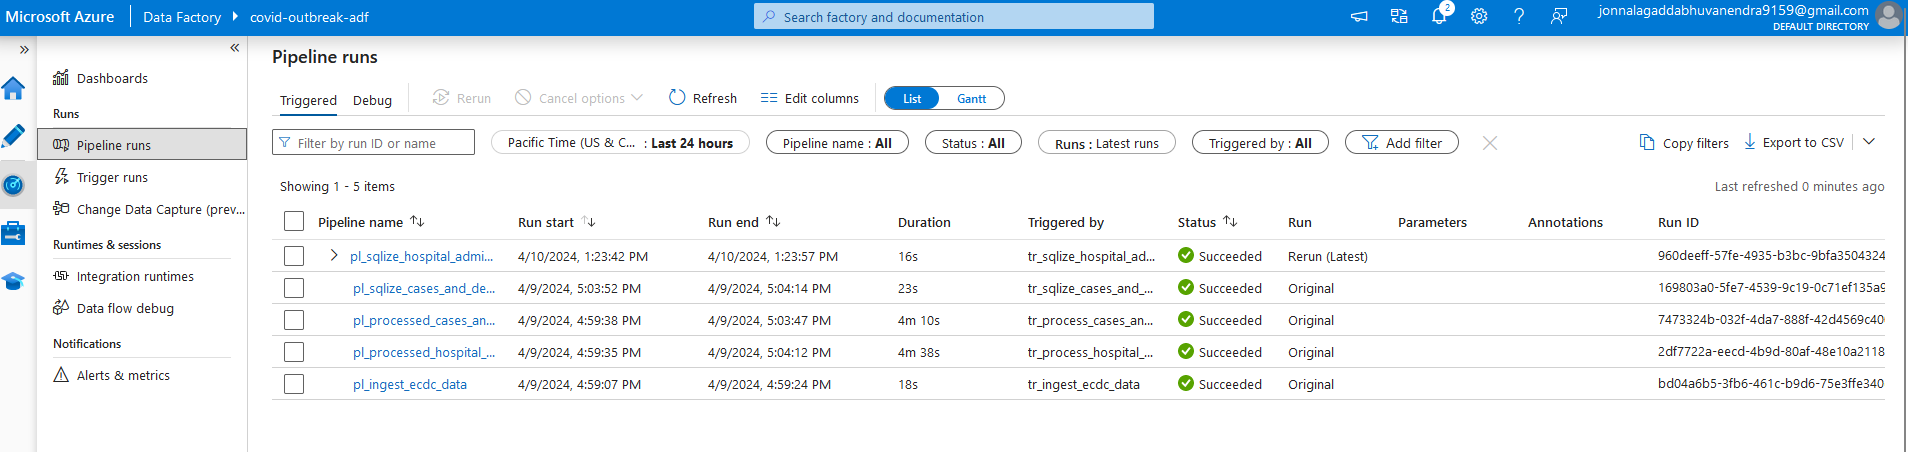 Microsoft Azure Data Factory covid-outbreak-adf Search factory and documentation 2 jonnalagaddabhuvanendra9159@gmail.com
DEFAULT DIRECTORY
Pipeline runs
Dashboards
Triggered Debug Rerun Cancel options Refresh Edit columns List Gantt
Runs
Pipeline runs
Filter by run ID or name Pacific Time (US & C... : Last 24 hours Pipeline name : All Status : All Runs : Latest runs Triggered by : All Add filter Copy filters Export to CSV
Trigger runs
Change Data Capture (prev...
Showing 1 - 5 items Last refreshed 0 minutes ago
Runtimes & sessions
Integration runtimes
Data flow debug
Notifications
Alerts & metrics
Pipeline name Run start Run end Duration Triggered by Status Run Parameters Annotations Run ID
pl_sqlize_hospital_admi... 4/10/2024, 1:23:42 PM 4/10/2024, 1:23:57 PM 16s tr_sqlize_hospital_ad... Succeeded Rerun (Latest) 960deeff-57fe-4935-b3bc-9bfa3504324
pl_sqlize_cases_and_de... 4/9/2024, 5:03:52 PM 4/9/2024, 5:04:14 PM 23s tr_sqlize_cases_and_... Succeeded Original 169803a0-5fe7-4539-9c19-0c71ef135a9
pl_processed_cases_an... 4/9/2024, 4:59:38 PM 4/9/2024, 5:03:47 PM 4m 10s tr_process_cases_an... Succeeded Original 7473324b-032f-4da7-888f-42d4569c40
pl_processed_hospital_... 4/9/2024, 4:59:35 PM 4/9/2024, 5:04:12 PM 4m 38s tr_process_hospital_... Succeeded Original 2df7722a-eecd-4b9d-80af-48e10a2118
pl_ingest_ecdc_data 4/9/2024, 4:59:07 PM 4/9/2024, 4:59:24 PM 18s tr_ingest_ecdc_data Succeeded Original bd04a6b5-3fb6-461c-b9d6-75e3ffe340